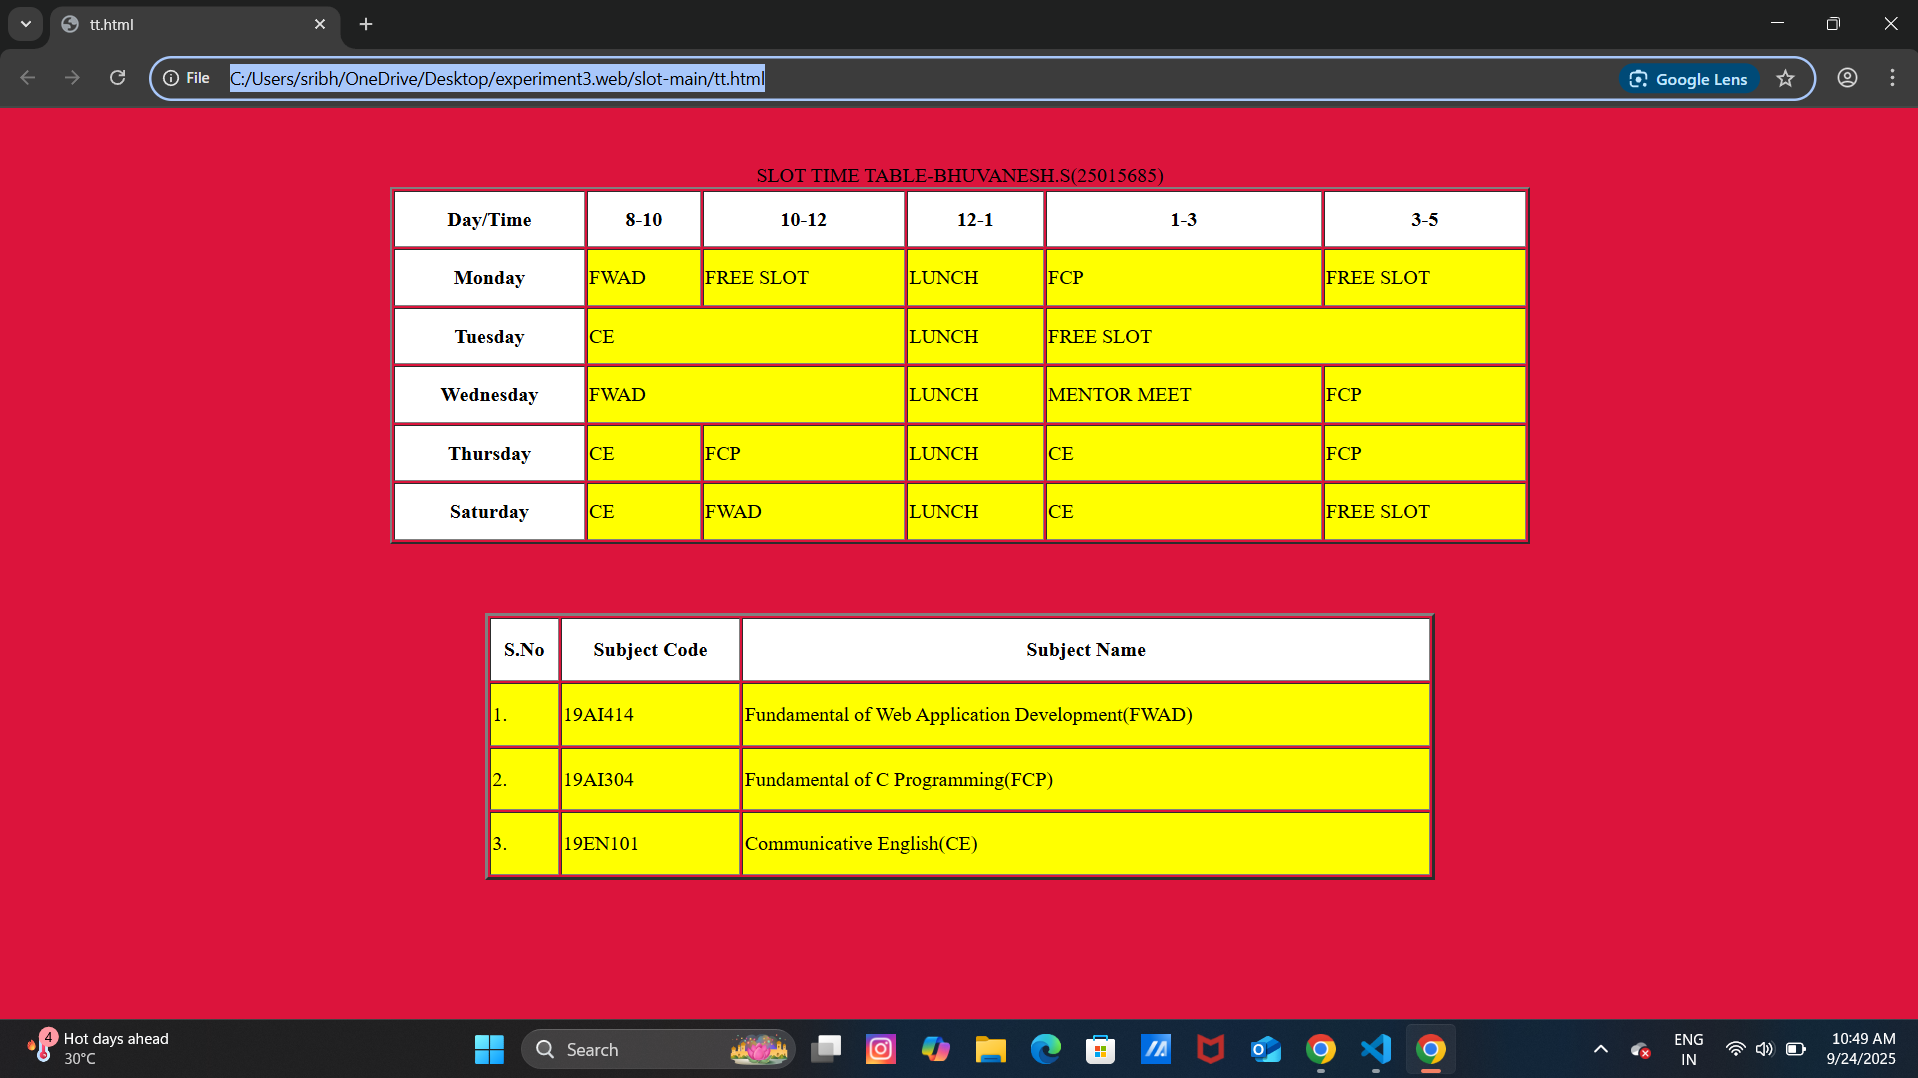 tt.html
File C:/Users/sribh/OneDrive/Desktop/experiment3.web/slot-main/tt.html Google Lens
SLOT TIME TABLE-BHUVANESH.S(25015685)
Day/Time 8-10 10-12 12-1 1-3 3-5
Monday FWAD FREE SLOT LUNCH FCP FREE SLOT
Tuesday CE LUNCH FREE SLOT
Wednesday FWAD LUNCH MENTOR MEET FCP
Thursday CE FCP LUNCH CE FCP
Saturday CE FWAD LUNCH CE FREE SLOT
S.No Subject Code Subject Name
1. 19AI414 Fundamental of Web Application Development(FWAD)
2. 19AI304 Fundamental of C Programming(FCP)
3. 19EN101 Communicative English(CE)
4 Hot days ahead Search ENG 10:49 AM
30°C IN 9/24/2025